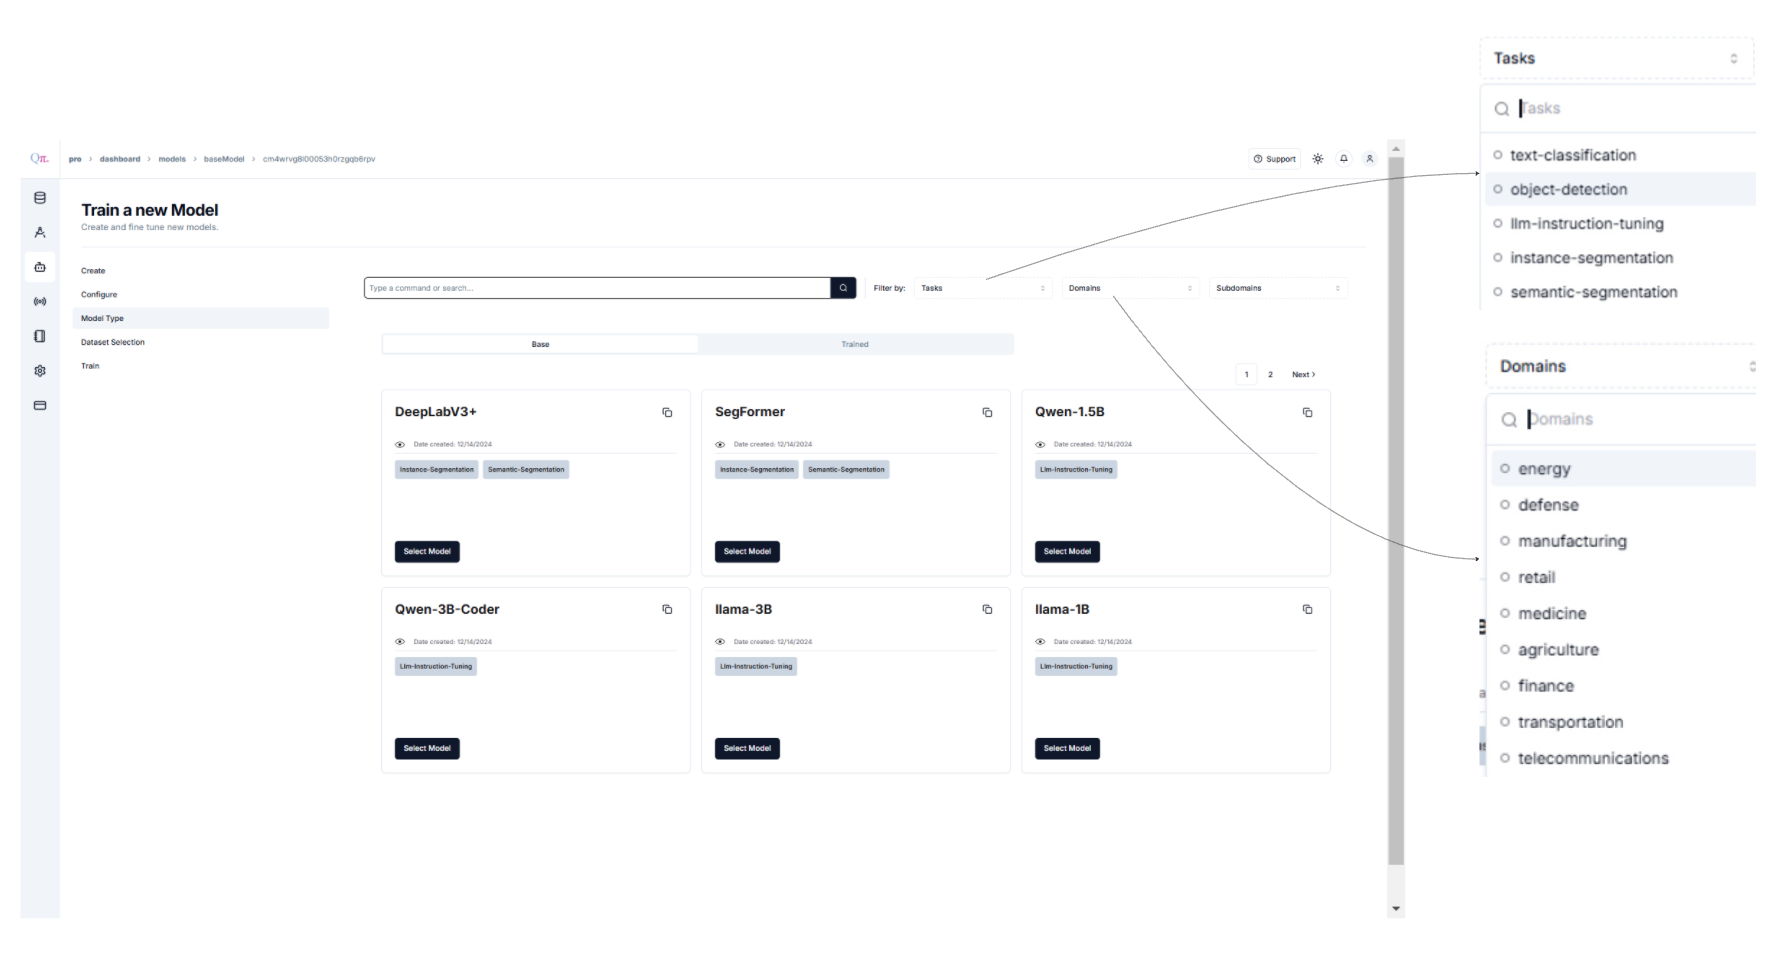 Qπ.
pro > dashboard > models > baseModel > cm4wrvg8l00053h0rzgqb6rpv
Support
Train a new Model
Create and fine tune new models.
Create
Configure
Model Type
Dataset Selection
Train
Type a command or search...
Filter by:
Tasks
Domains
Subdomains
Base
Trained
1 2 Next >
DeepLabV3+
Date created: 12/14/2024
Instance-Segmentation Semantic-Segmentation
Select Model
SegFormer
Date created: 12/14/2024
Instance-Segmentation Semantic-Segmentation
Select Model
Qwen-1.5B
Date created: 12/14/2024
Llm-Instruction-Tuning
Select Model
Qwen-3B-Coder
Date created: 12/14/2024
Llm-Instruction-Tuning
Select Model
llama-3B
Date created: 12/14/2024
Llm-Instruction-Tuning
Select Model
llama-1B
Date created: 12/14/2024
Llm-Instruction-Tuning
Select Model
Tasks
Tasks
text-classification
object-detection
llm-instruction-tuning
instance-segmentation
semantic-segmentation
Domains
Domains
energy
defense
manufacturing
retail
medicine
agriculture
finance
transportation
telecommunications